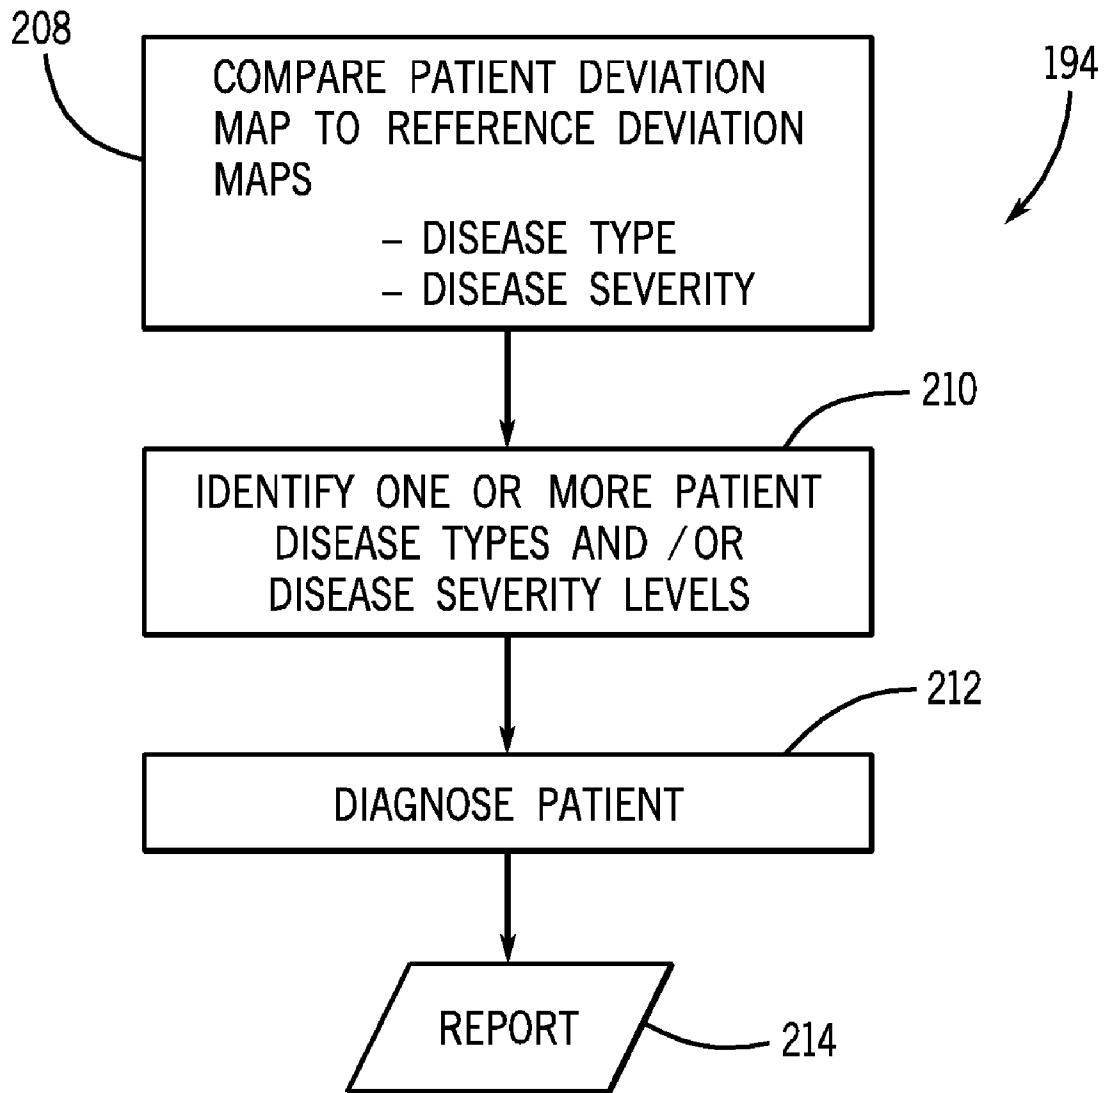 208
194
COMPARE PATIENT DEVIATION
MAP TO REFERENCE DEVIATION
MAPS
– DISEASE TYPE
– DISEASE SEVERITY
210
IDENTIFY ONE OR MORE PATIENT
DISEASE TYPES AND /OR
DISEASE SEVERITY LEVELS
212
DIAGNOSE PATIENT
REPORT
214